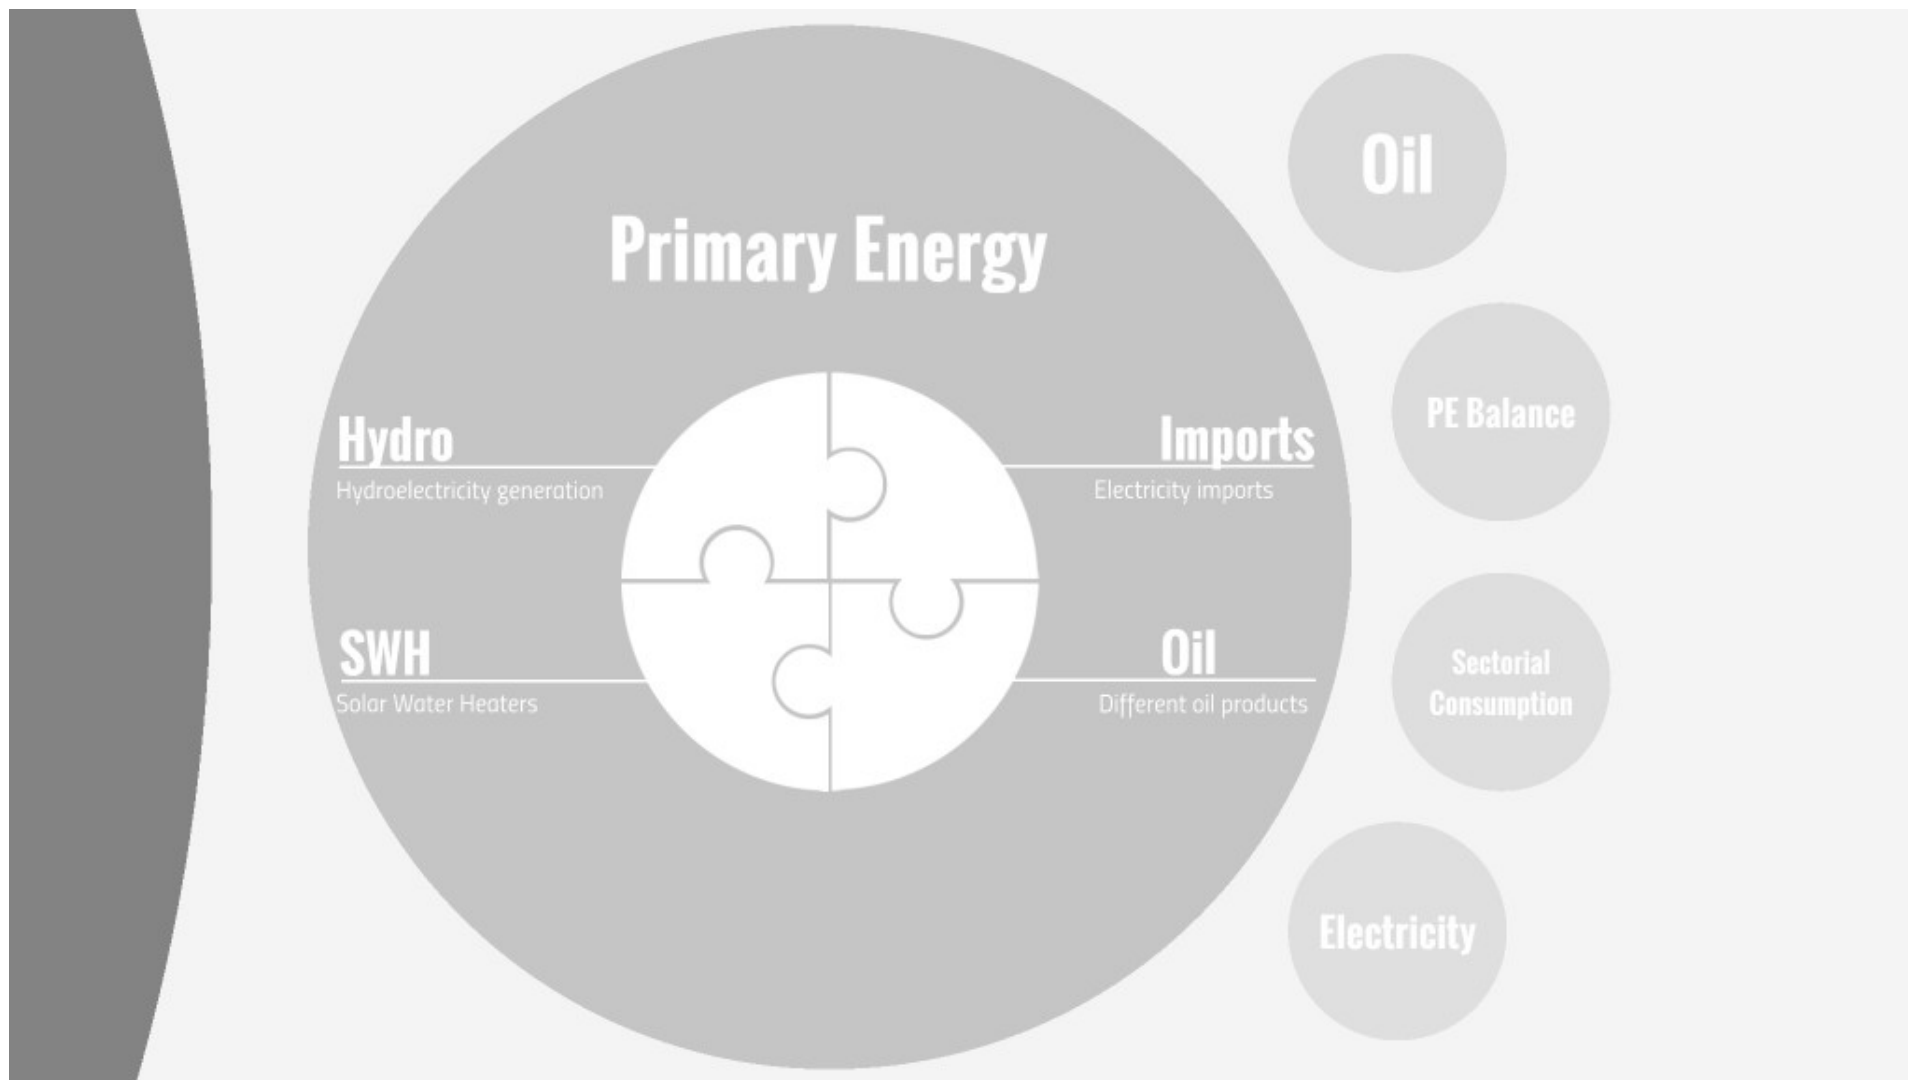 Primary Energy
Hydro
Hydroelectricity generation
Imports
Electricity imports
SWH
Solar Water Heaters
Oil
Different oil products
Oil
PE Balance
Sectorial
Consumption
Electricity